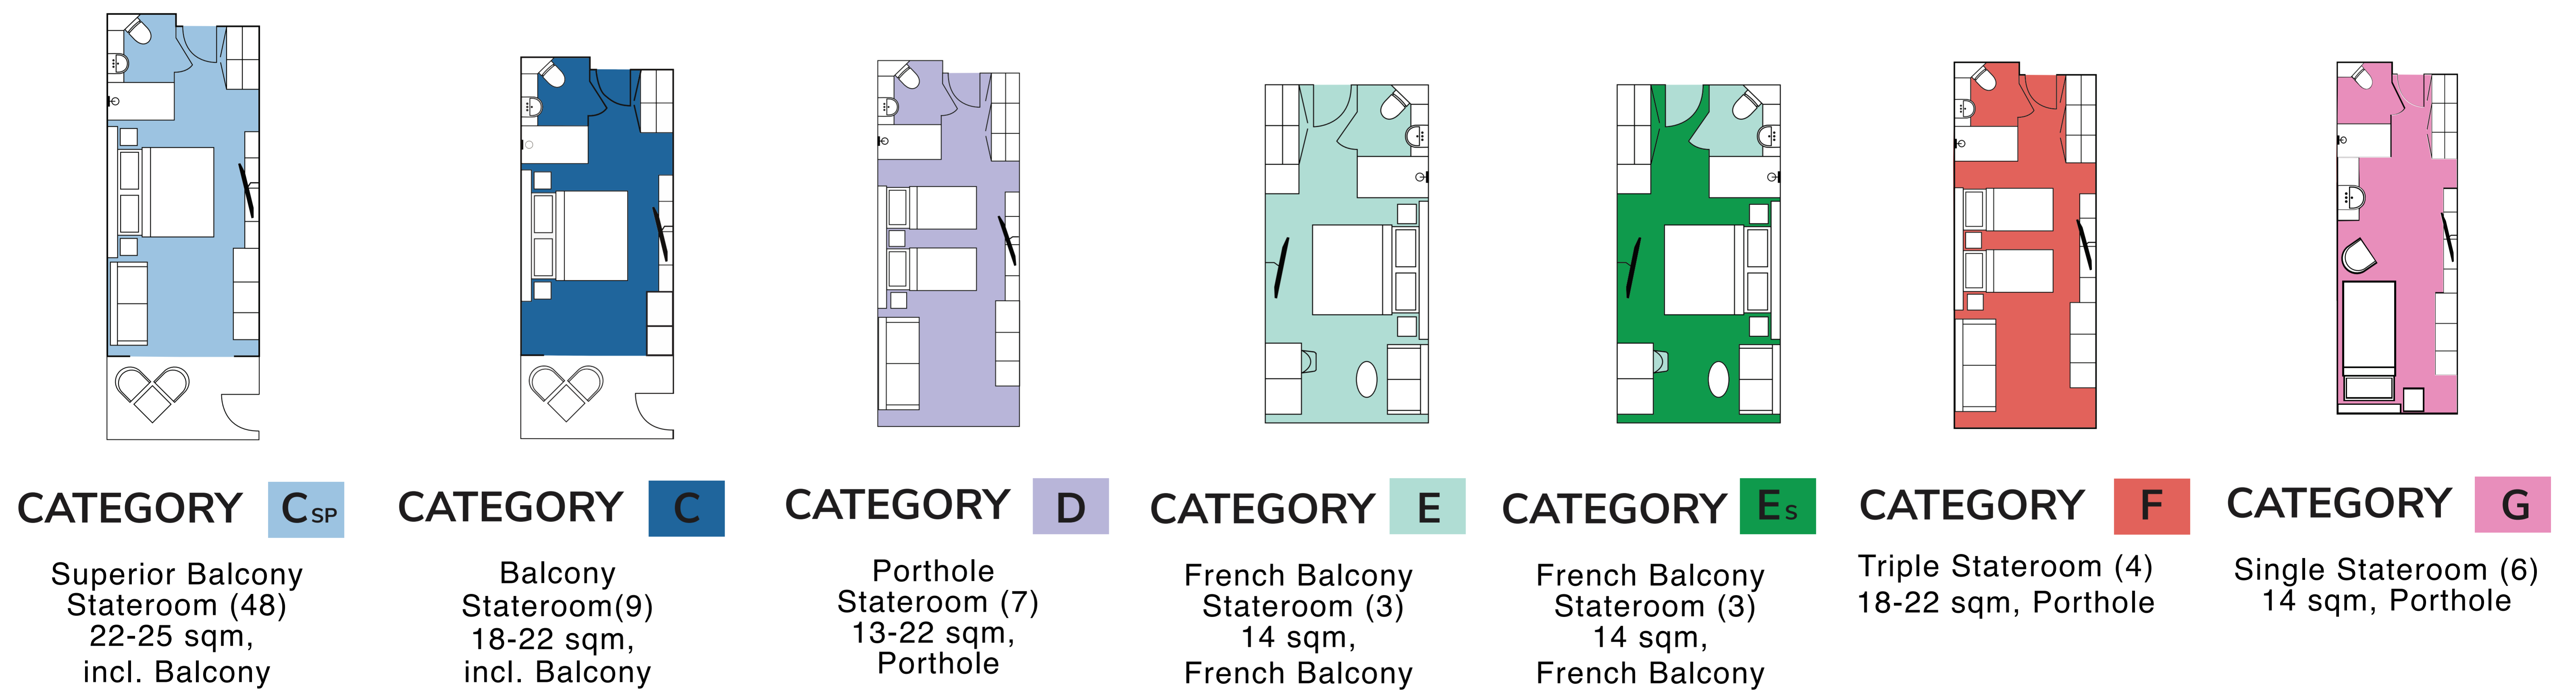 CATEGORY CSP
Superior Balcony
Stateroom (48)
22-25 sqm,
incl. Balcony
CATEGORY C
Balcony
Stateroom(9)
18-22 sqm,
incl. Balcony
CATEGORY D
Porthole
Stateroom (7)
13-22 sqm,
Porthole
CATEGORY E
French Balcony
Stateroom (3)
14 sqm,
French Balcony
CATEGORY Es
French Balcony
Stateroom (3)
14 sqm,
French Balcony
CATEGORY F
Triple Stateroom (4)
18-22 sqm, Porthole
CATEGORY G
Single Stateroom (6)
14 sqm, Porthole